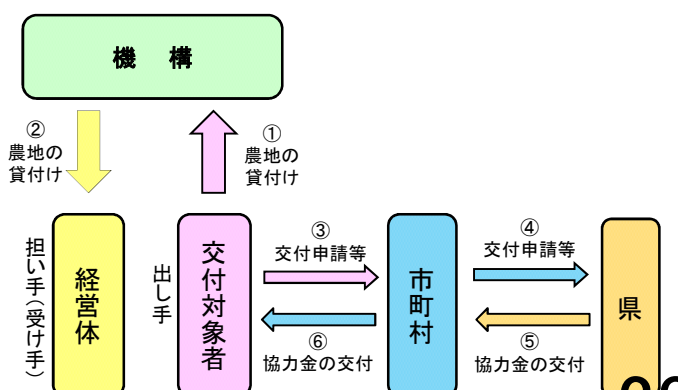 機 構
②
農地の
貸付け
①
農地の
貸付け
担い手(受け手)
経営体
出し手
交付対象者
③
交付申請等
⑥
協力金の交付
市町村
④
交付申請等
⑤
協力金の交付
県